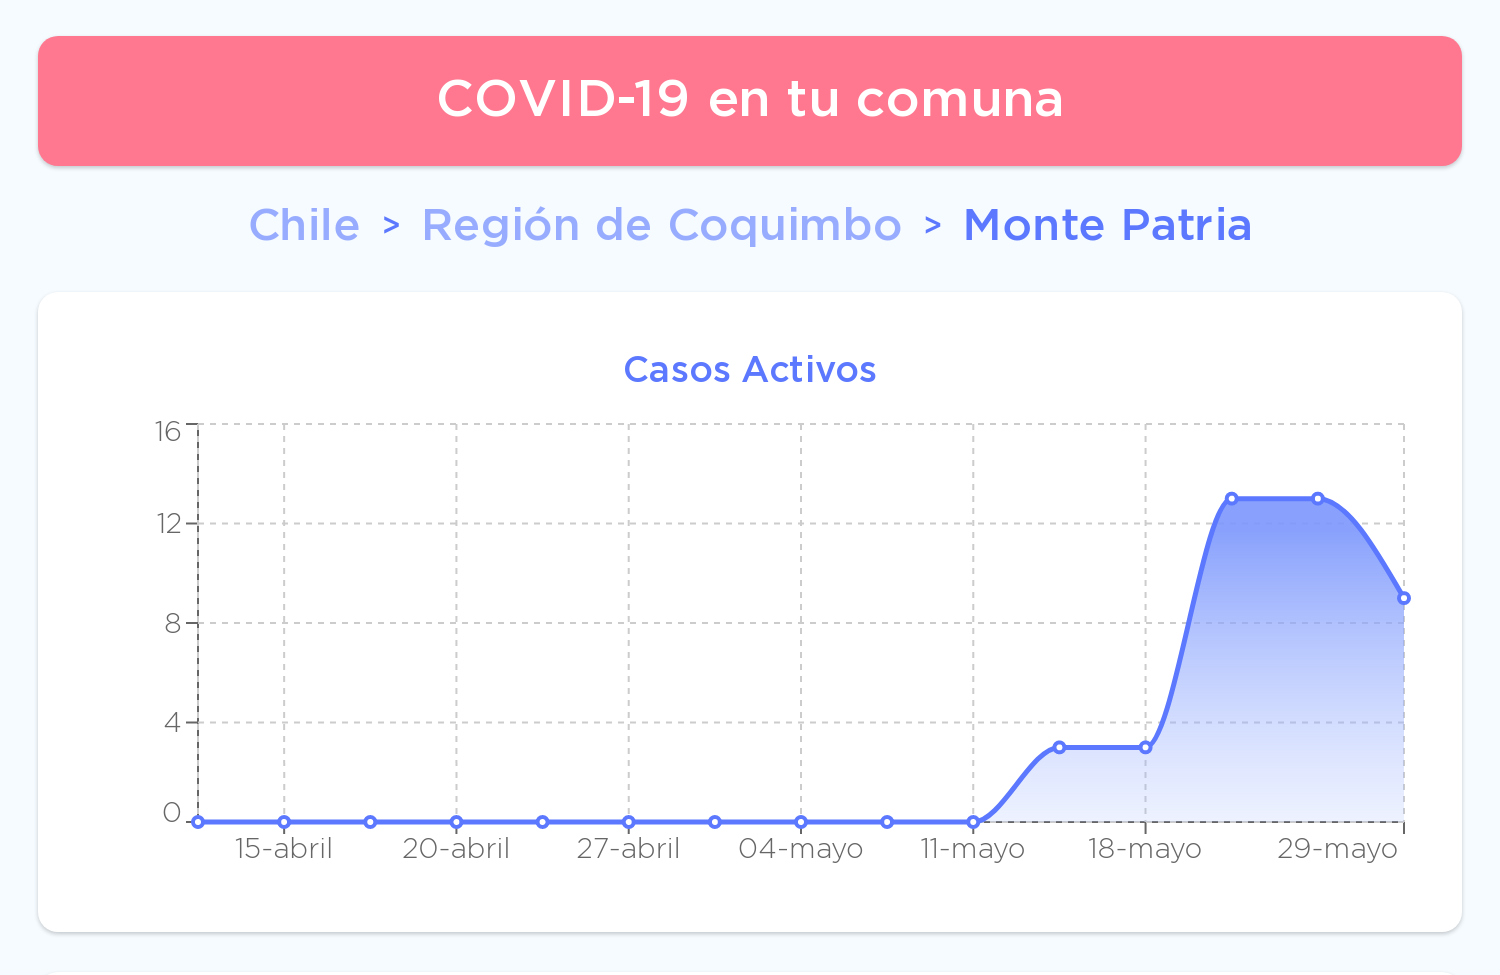 COVID-19 en tu comuna
Chile > Región de Coquimbo > Monte Patria
Casos Activos
16
12
8
4
0
15-abril 20-abril 27-abril 04-mayo 11-mayo 18-mayo 29-mayo